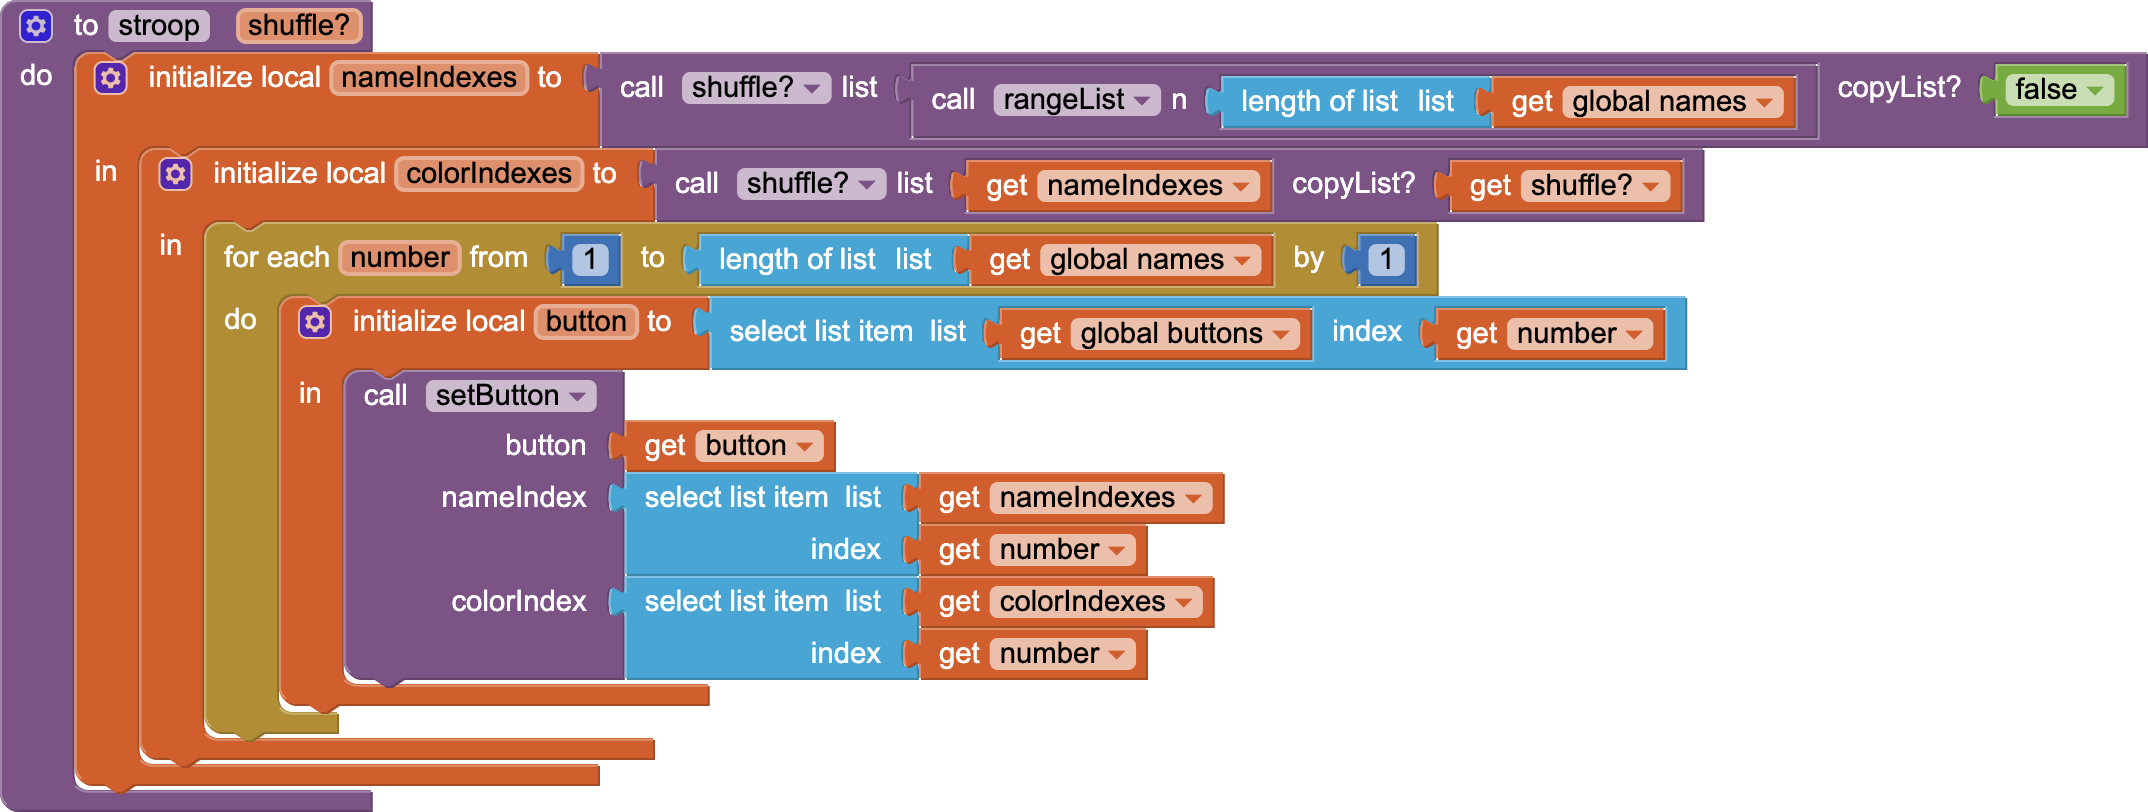 to stroop shuffle?
do initialize local nameIndexes to call shuffle? list call rangeList n length of list list get global names copyList? false
in initialize local colorIndexes to call shuffle? list get nameIndexes copyList? get shuffle?
in for each number from 1 to length of list list get global names by 1
do initialize local button to select list item list get global buttons index get number
in call setButton
button get button
nameIndex select list item list get nameIndexes
index get number
colorIndex select list item list get colorIndexes
index get number